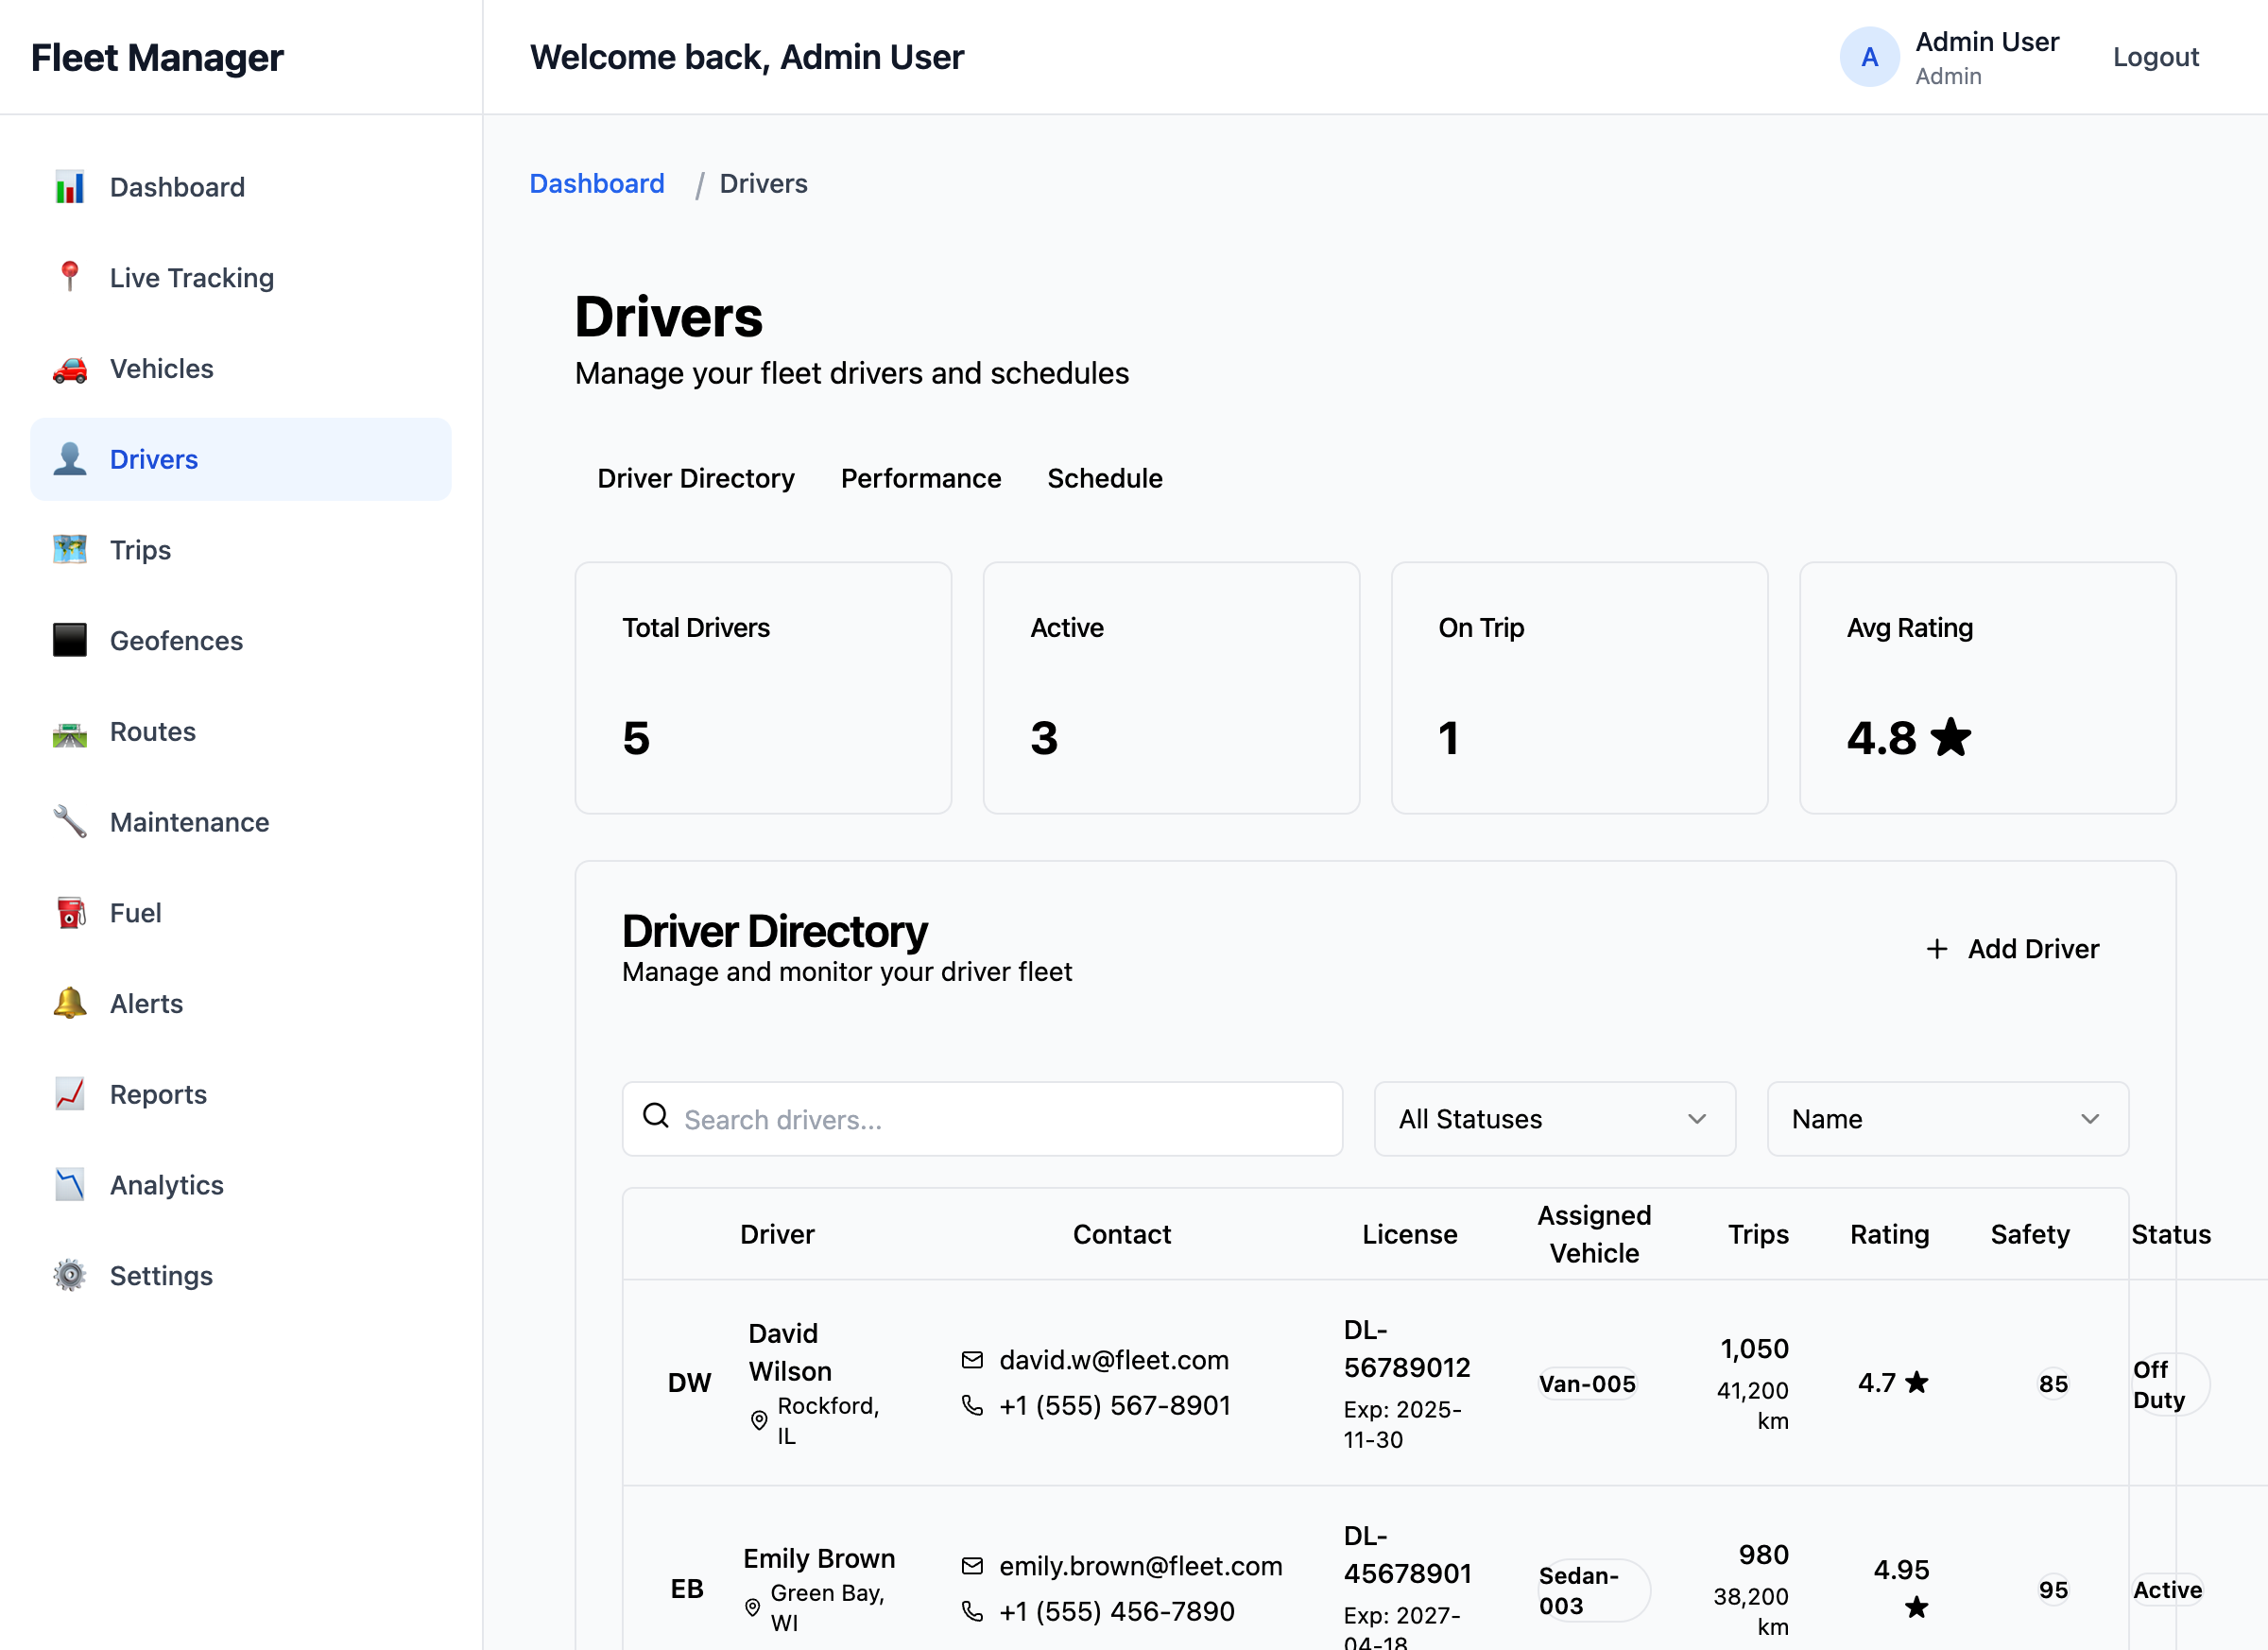 Fleet Manager
Welcome back, Admin User
A
Admin User
Admin
Logout
Dashboard
Live Tracking
Vehicles
Drivers
Trips
Geofences
Routes
Maintenance
Fuel
Alerts
Reports
Analytics
Settings
Dashboard / Drivers
Drivers
Manage your fleet drivers and schedules
Driver Directory Performance Schedule
Total Drivers
5
Active
3
On Trip
1
Avg Rating
4.8 ★
Driver Directory
Manage and monitor your driver fleet
+ Add Driver
Search drivers...
All Statuses
Name
Driver Contact License Assigned Vehicle Trips Rating Safety Status
DW
David
Wilson
Rockford,
IL
david.w@fleet.com
+1 (555) 567-8901
DL-
56789012
Exp: 2025-
11-30
Van-005
1,050
41,200
km
4.7 ★
85
Off
Duty
EB
Emily Brown
Green Bay,
WI
emily.brown@fleet.com
+1 (555) 456-7890
DL-
45678901
Exp: 2027-
04-18
Sedan-
003
980
38,200
km
4.95
★
95
Active